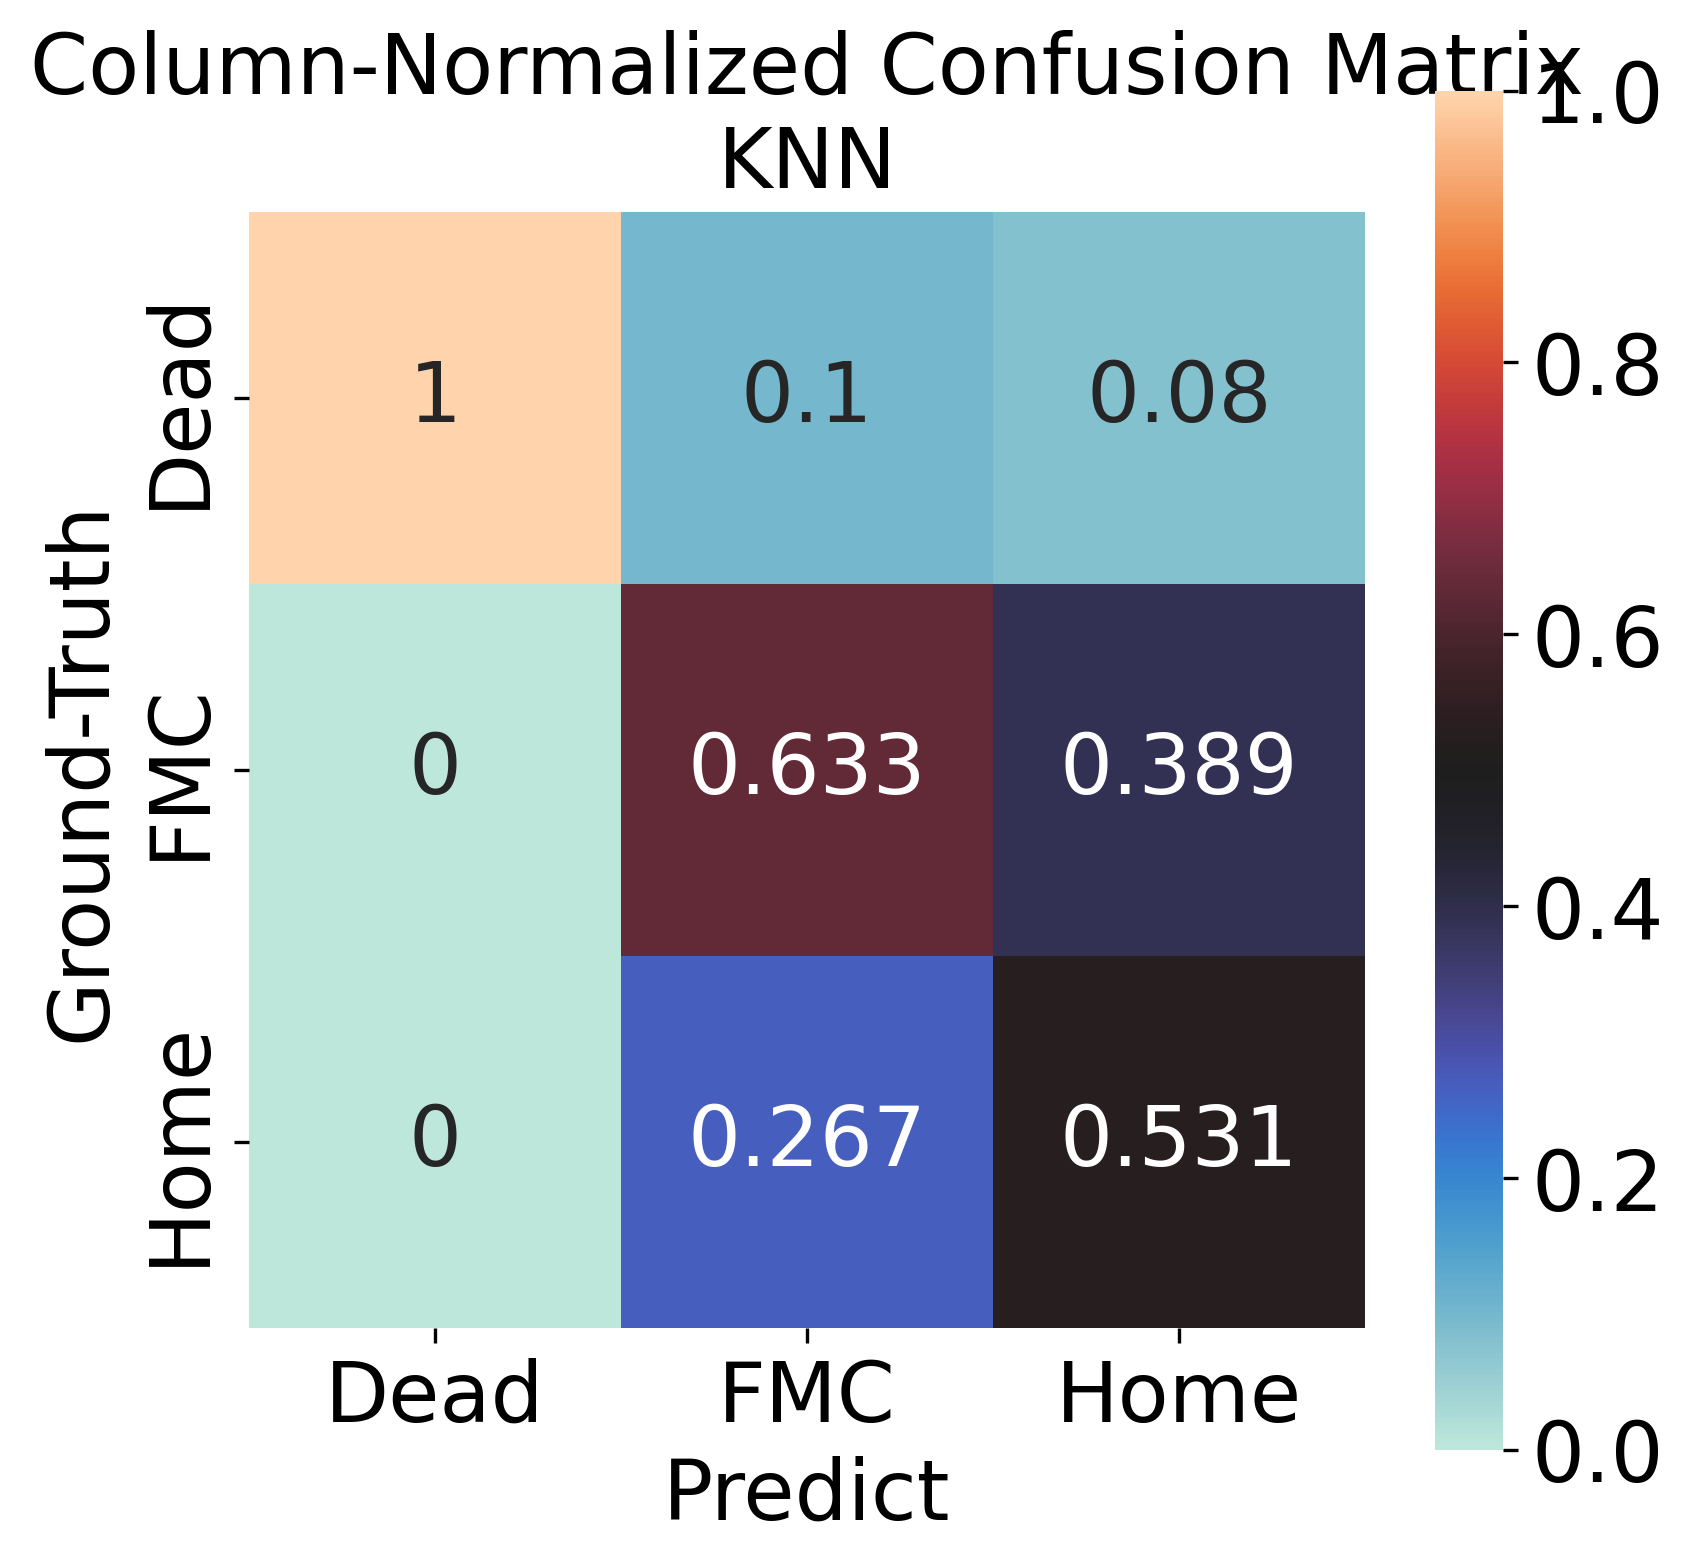 Column-Normalized Confusion Matrix
KNN
1.0
0.8
0.6
0.4
0.2
0.0
Ground-Truth
Dead
1 0.1 0.08
FMC
0 0.633 0.389
Home
0 0.267 0.531
Dead FMC Home
Predict